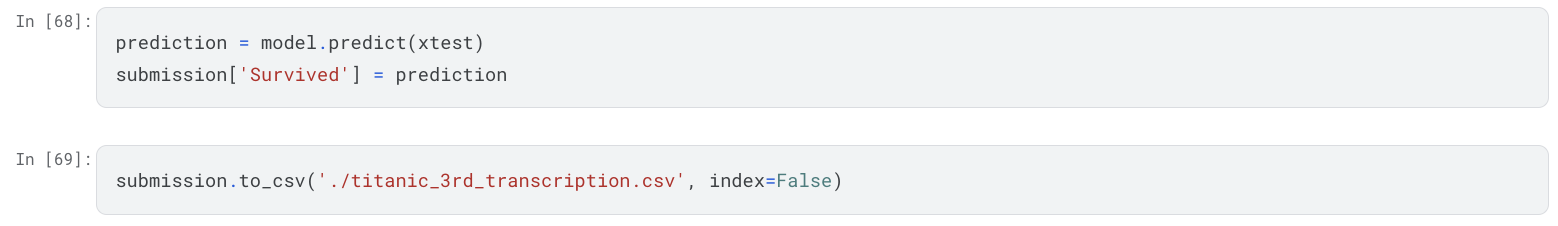 In [68]:
prediction = model.predict(xtest)
submission['Survived'] = prediction
In [69]:
submission.to_csv('./titanic_3rd_transcription.csv', index=False)